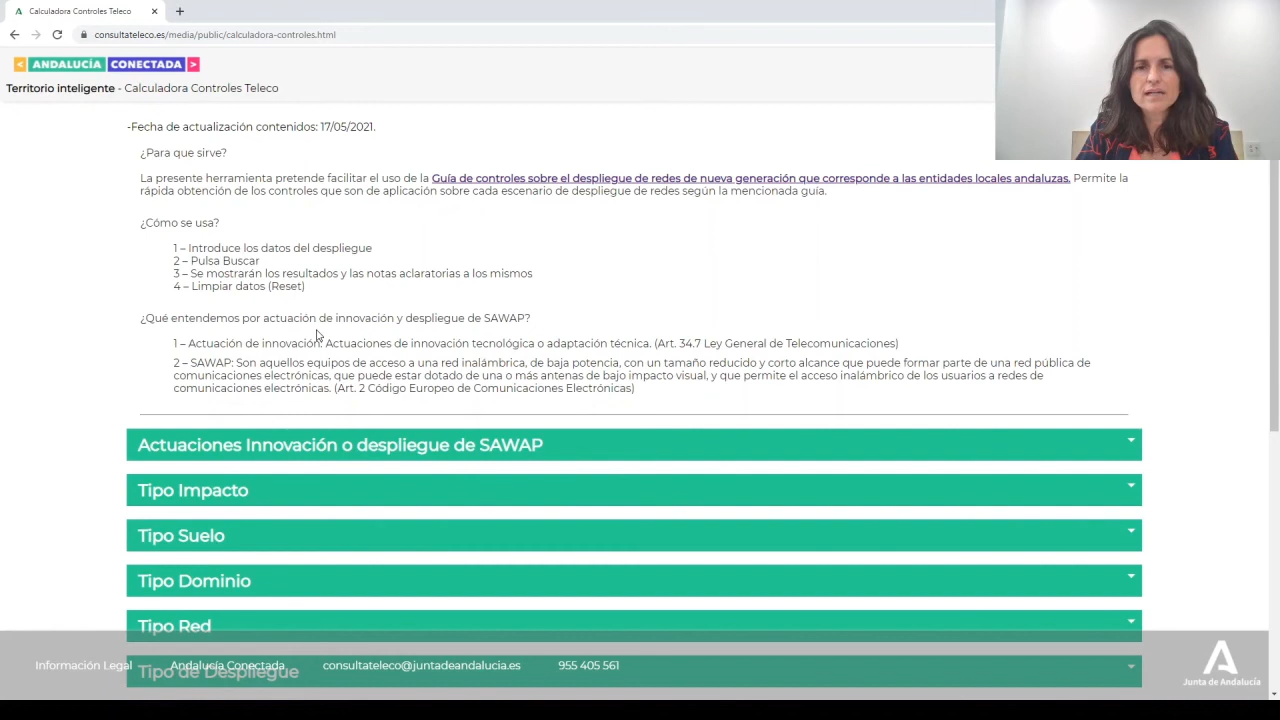 Calculadora Controles Teleco
consultateleco.es/media/public/calculadora-controles.html
< ANDALUCÍA CONECTADA >
Territorio inteligente - Calculadora Controles Teleco
-Fecha de actualización contenidos: 17/05/2021.
¿Para que sirve?
La presente herramienta pretende facilitar el uso de la Guía de controles sobre el despliegue de redes de nueva generación que corresponde a las entidades locales andaluzas. Permite la
rápida obtención de los controles que son de aplicación sobre cada escenario de despliegue de redes según la mencionada guía.
¿Cómo se usa?
1 – Introduce los datos del despliegue
2 – Pulsa Buscar
3 – Se mostrarán los resultados y las notas aclaratorias a los mismos
4 – Limpiar datos (Reset)
¿Qué entendemos por actuación de innovación y despliegue de SAWAP?
1 – Actuación de innovación: Actuaciones de innovación tecnológica o adaptación técnica. (Art. 34.7 Ley General de Telecomunicaciones)
2 – SAWAP: Son aquellos equipos de acceso a una red inalámbrica, de baja potencia, con un tamaño reducido y corto alcance que puede formar parte de una red pública de
comunicaciones electrónicas, que puede estar dotado de una o más antenas de bajo impacto visual, y que permite el acceso inalámbrico de los usuarios a redes de
comunicaciones electrónicas. (Art. 2 Código Europeo de Comunicaciones Electrónicas)
Actuaciones Innovación o despliegue de SAWAP
Tipo Impacto
Tipo Suelo
Tipo Dominio
Tipo Red
Tipo de Despliegue
Información Legal Andalucía Conectada consultateleco@juntadeandalucia.es 955 405 561
Junta de Andalucía